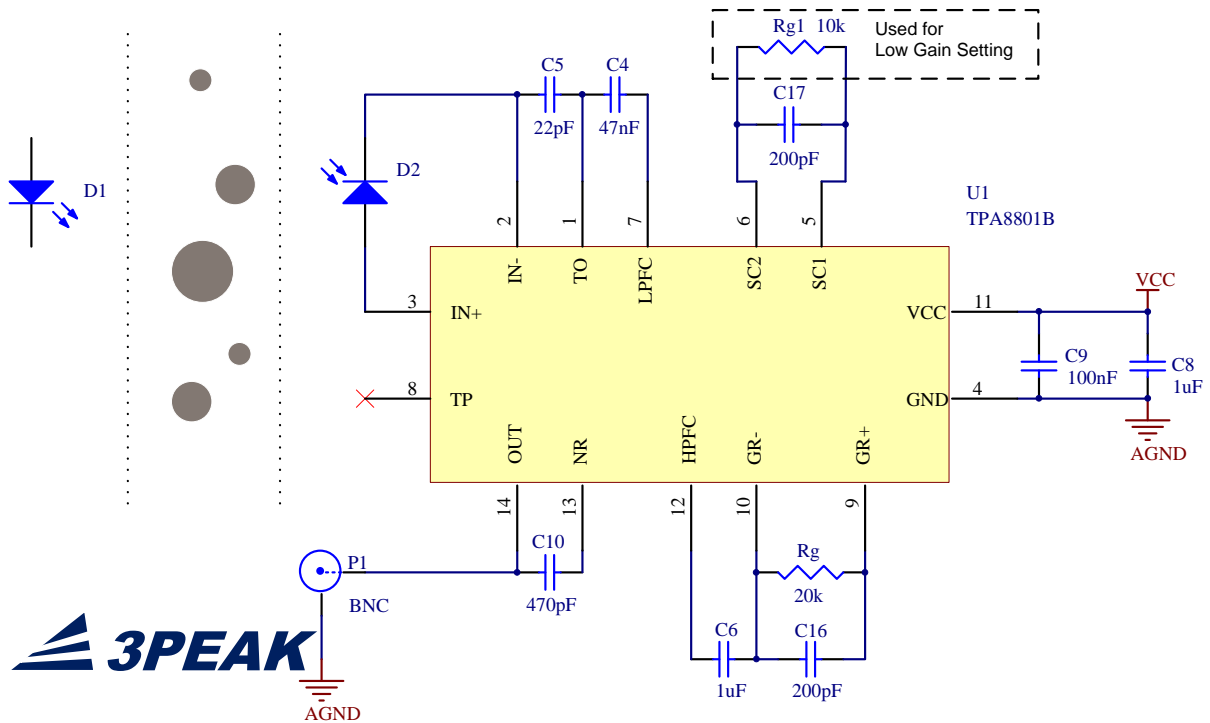 Rg1 10k
Used for
Low Gain Setting
C5
C4
C17
22pF
47nF
200pF
D1
D2
U1
TPA8801B
2
1
7
6
5
IN-
TO
LPFC
SC2
SC1
3
IN+
VCC
11
VCC
C9
100nF
C8
1uF
8
TP
GND
4
AGND
OUT
NR
HPFC
GR-
GR+
14
13
12
10
9
C10
470pF
P1
BNC
Rg
20k
C6
1uF
C16
200pF
3PEAK
AGND